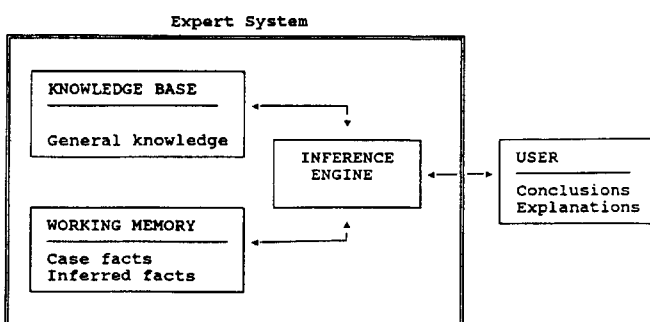 Expert System
KNOWLEDGE BASE
General knowledge
INFERENCE
ENGINE
USER
Conclusions
Explanations
WORKING MEMORY
Case facts
Inferred facts